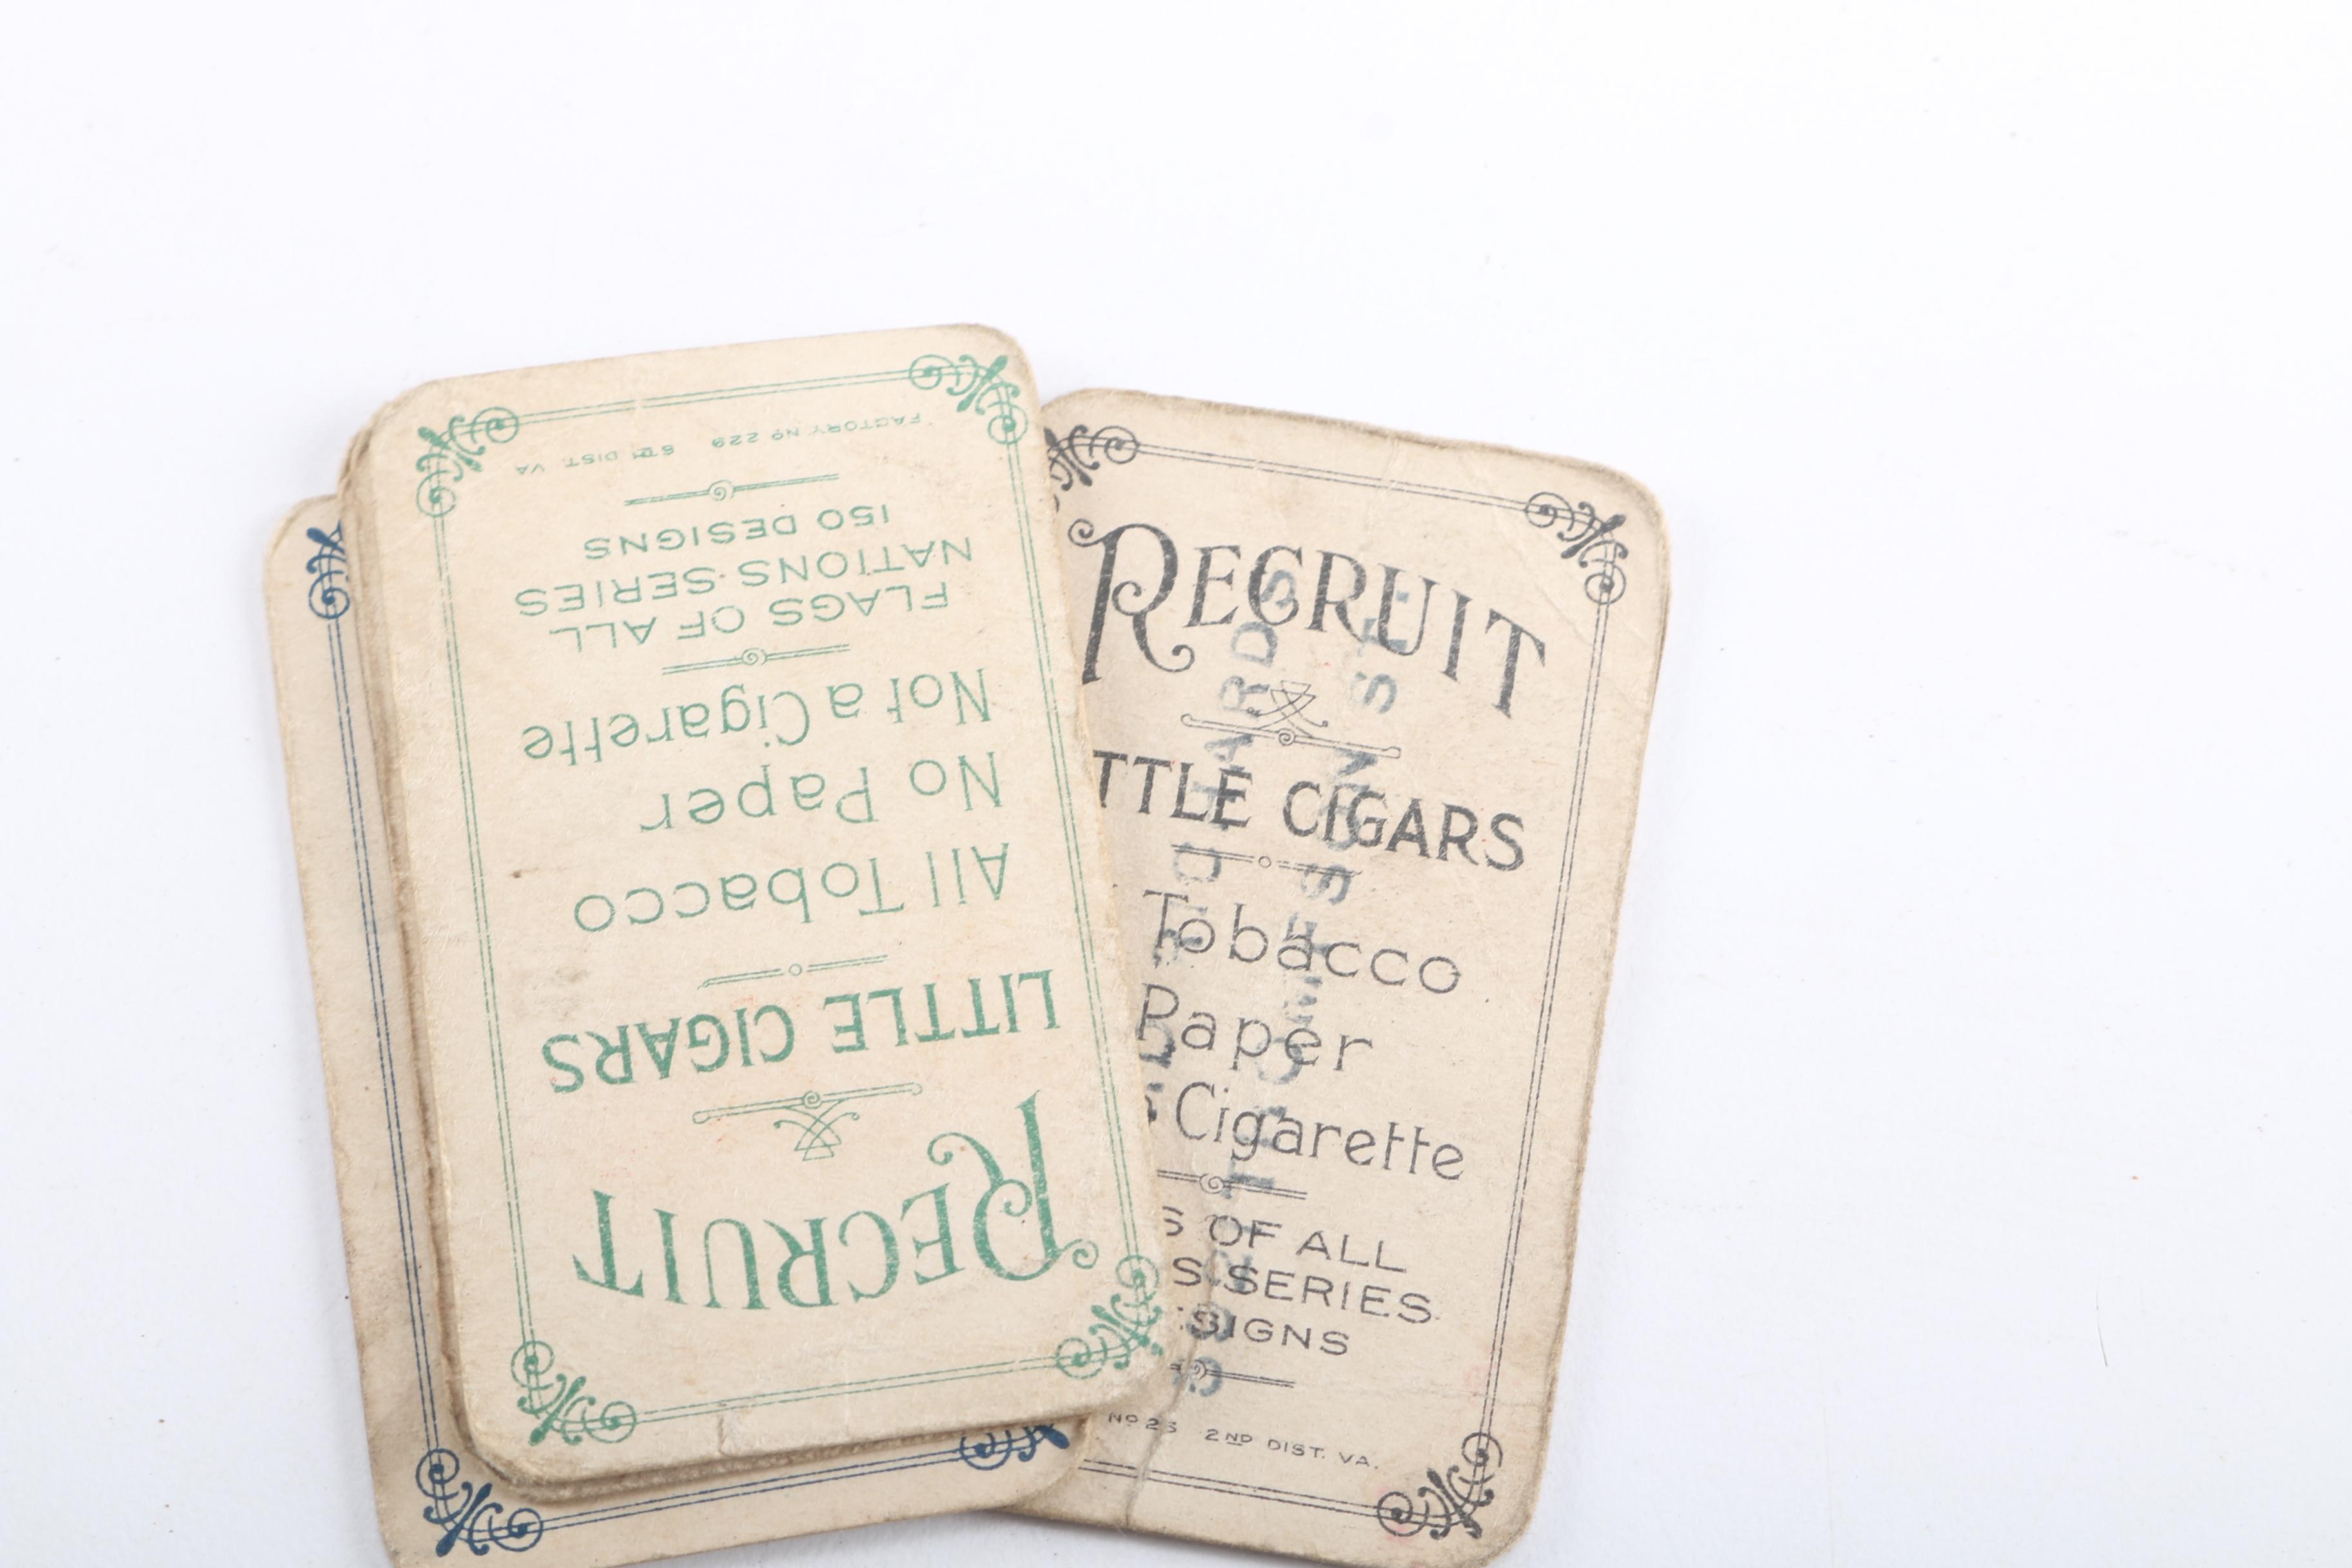 RECRUIT
LITTLE CIGARS
All Tobacco
No Paper
Not a Cigarette
FLAGS OF ALL
NATIONS SERIES
150 DESIGNS
FACTORY Nº 229 6TH DIST. VA
RECRUIT
TTLE CIGARS
Tobacco
Paper
Cigarette
S OF ALL
S SERIES
SIGNS
Nº 25 2ND DIST. VA.